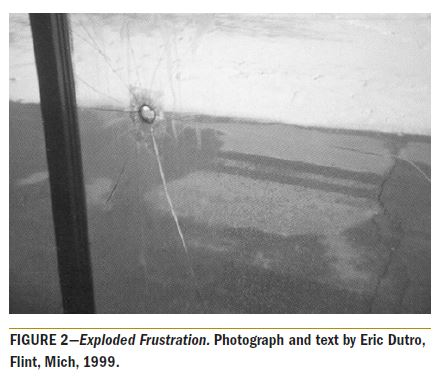 FIGURE 2—Exploded Frustration. Photograph and text by Eric Dutro,
Flint, Mich, 1999.